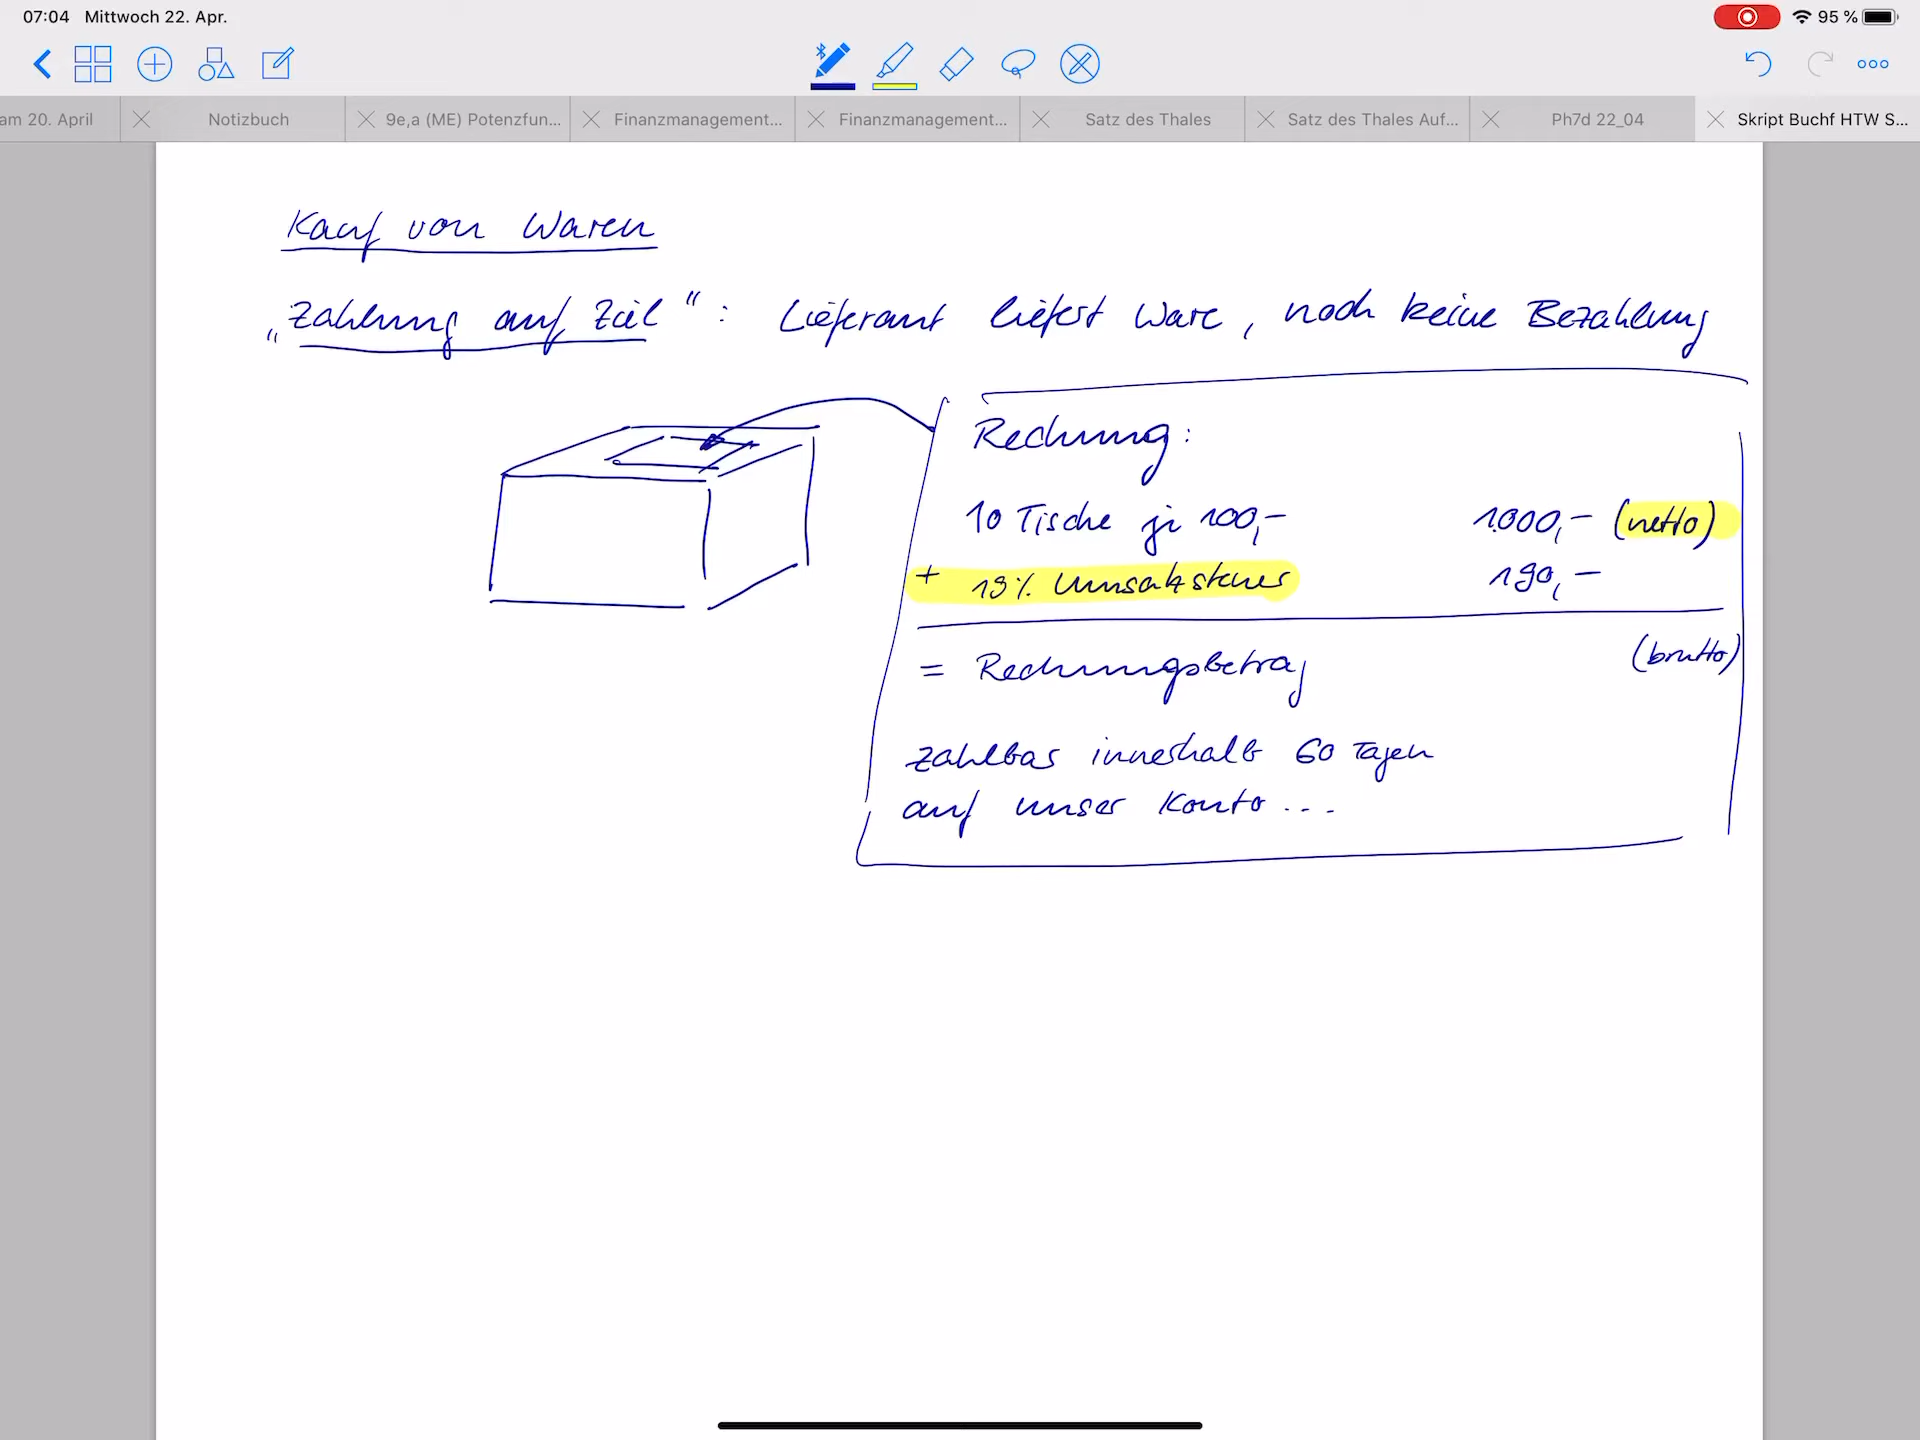 07:04 Mittwoch 22. Apr.
95 %
am 20. April
Notizbuch
9e,a (ME) Potenzfun...
Finanzmanagement...
Finanzmanagement...
Satz des Thales
Satz des Thales Auf...
Ph7d 22_04
Skript Buchf HTW S...
Kauf von Waren
„Zahlung auf Ziel“ : Lieferant liefert Ware, noch keine Bezahlung
Rechnung:
10 Tische je 100,- 1.000,- (netto)
+ 19% Umsatzsteuer 190,-
= Rechnungsbetrag (brutto)
zahlbar innerhalb 60 Tagen
auf unser Konto...